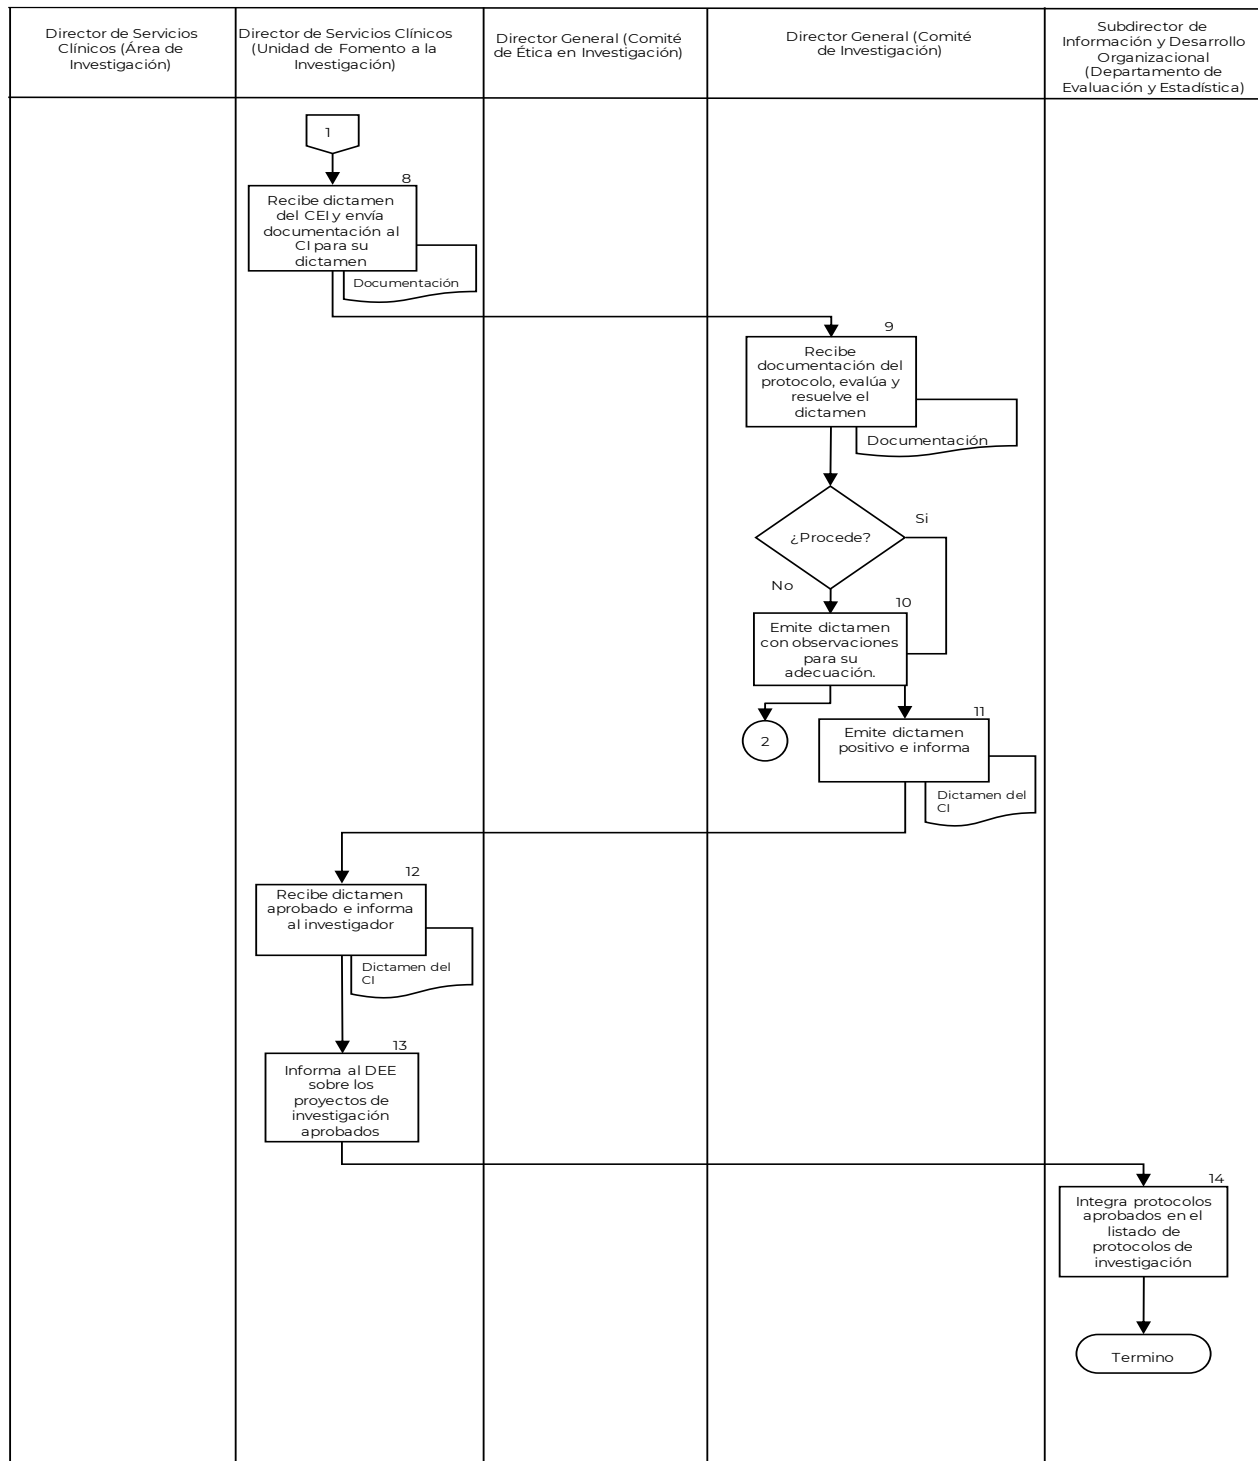 Director de Servicios
Clínicos (Área de
Investigación)
Director de Servicios Clínicos
(Unidad de Fomento a la
Investigación)
Director General (Comité
de Ética en Investigación)
Director General (Comité
de Investigación)
Subdirector de
Información y Desarrollo
Organizacional
(Departamento de
Evaluación y Estadística)
1
8
Recibe dictamen
del CEI y envía
documentación al
CI para su
dictamen
Documentación
9
Recibe
documentación del
protocolo, evalúa y
resuelve el
dictamen
Documentación
¿Procede?
Si
No
10
Emite dictamen
con observaciones
para su
adecuación.
2
11
Emite dictamen
positivo e informa
Dictamen del
CI
12
Recibe dictamen
aprobado e informa
al investigador
Dictamen del
CI
13
Informa al DEE
sobre los
proyectos de
investigación
aprobados
14
Integra protocolos
aprobados en el
listado de
protocolos de
investigación
Termino